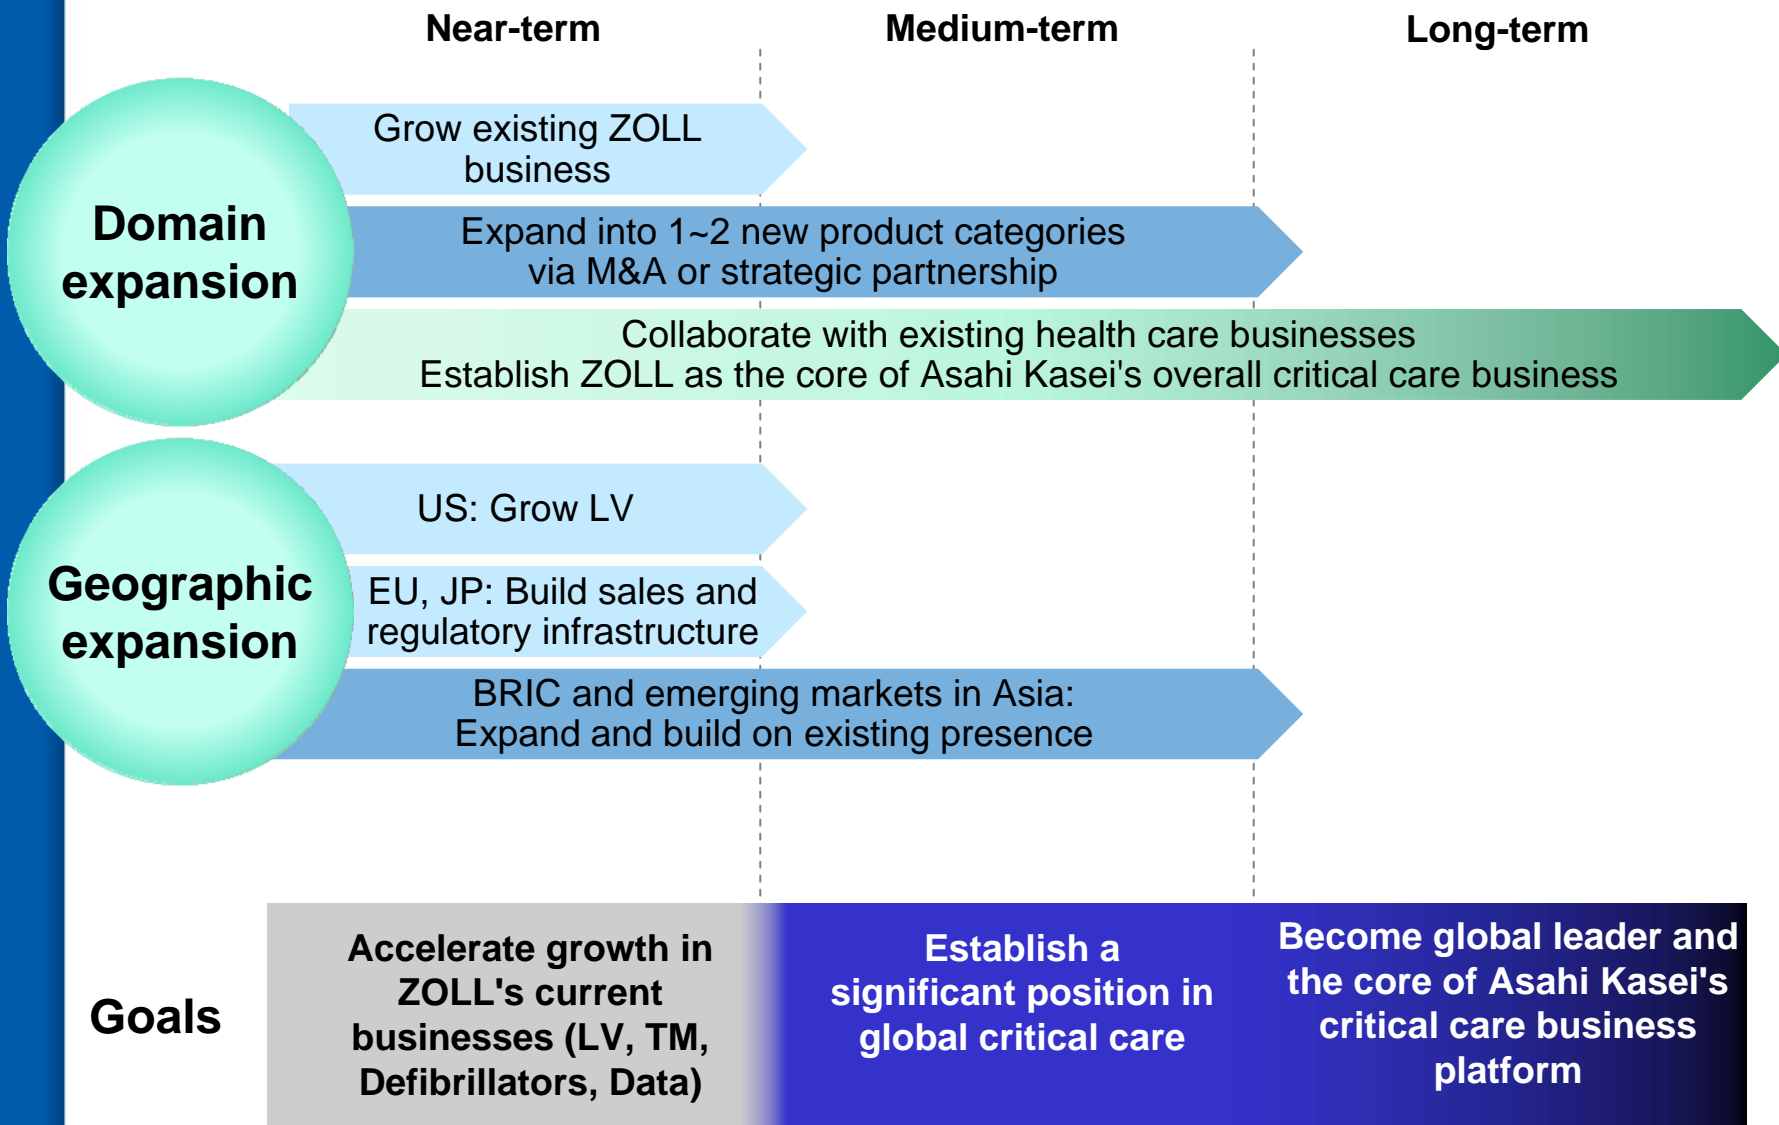 Near-term
Medium-term
Long-term
Domain
expansion
Grow existing ZOLL
business
Expand into 1~2 new product categories
via M&A or strategic partnership
Collaborate with existing health care businesses
Establish ZOLL as the core of Asahi Kasei's overall critical care business
Geographic
expansion
US: Grow LV
EU, JP: Build sales and
regulatory infrastructure
BRIC and emerging markets in Asia:
Expand and build on existing presence
Goals
Accelerate growth in
ZOLL's current
businesses (LV, TM,
Defibrillators, Data)
Establish a
significant position in
global critical care
Become global leader and
the core of Asahi Kasei's
critical care business
platform